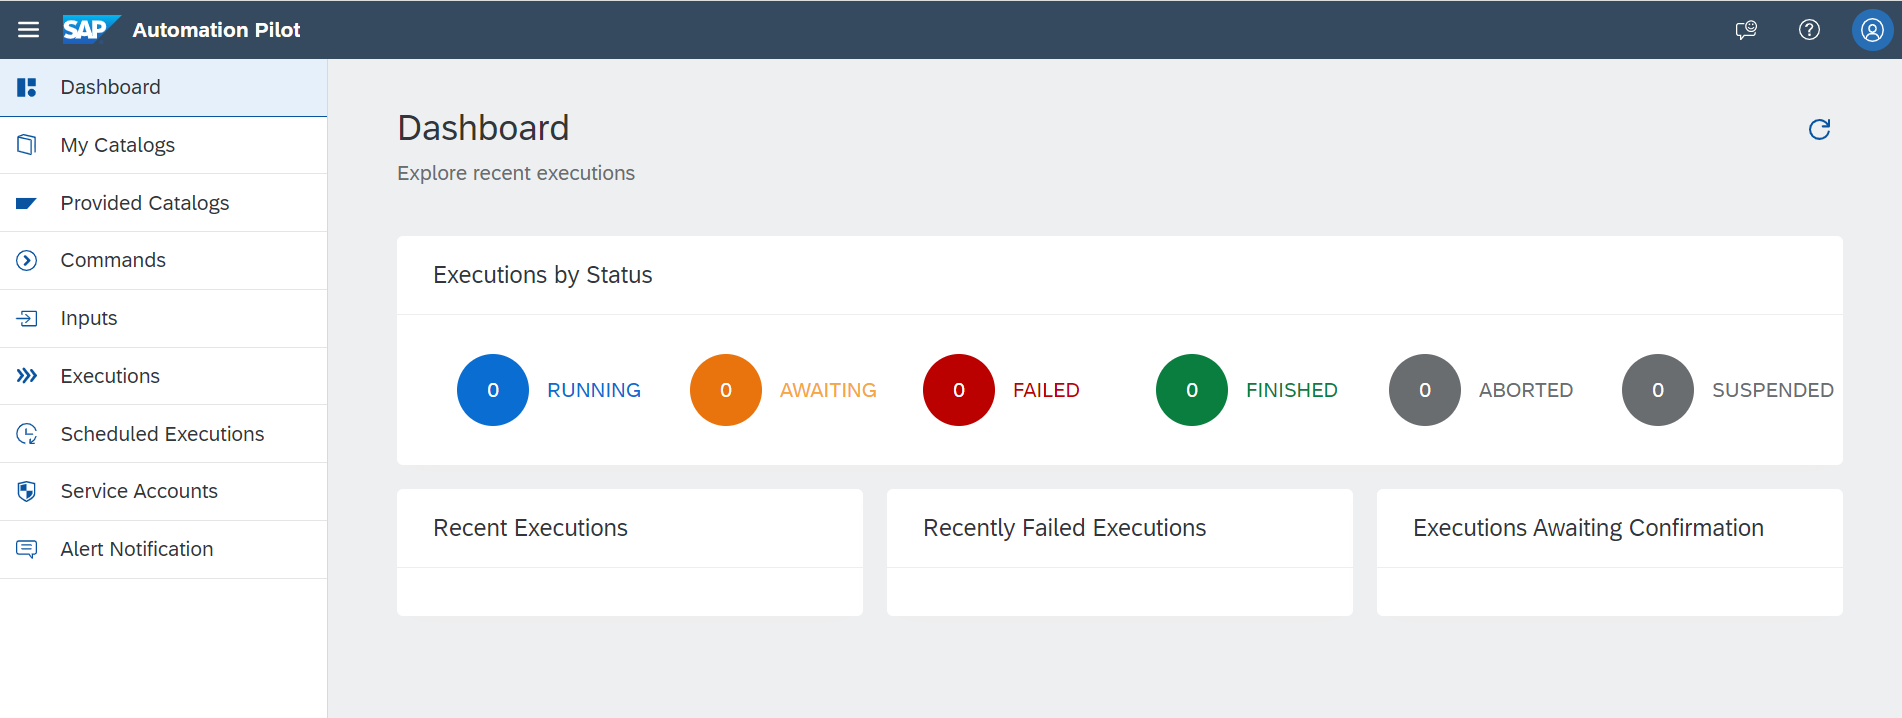 SAP Automation Pilot
Dashboard
My Catalogs
Provided Catalogs
Commands
Inputs
Executions
Scheduled Executions
Service Accounts
Alert Notification
Dashboard
Explore recent executions
Executions by Status
0 RUNNING
0 AWAITING
0 FAILED
0 FINISHED
0 ABORTED
0 SUSPENDED
Recent Executions
Recently Failed Executions
Executions Awaiting Confirmation